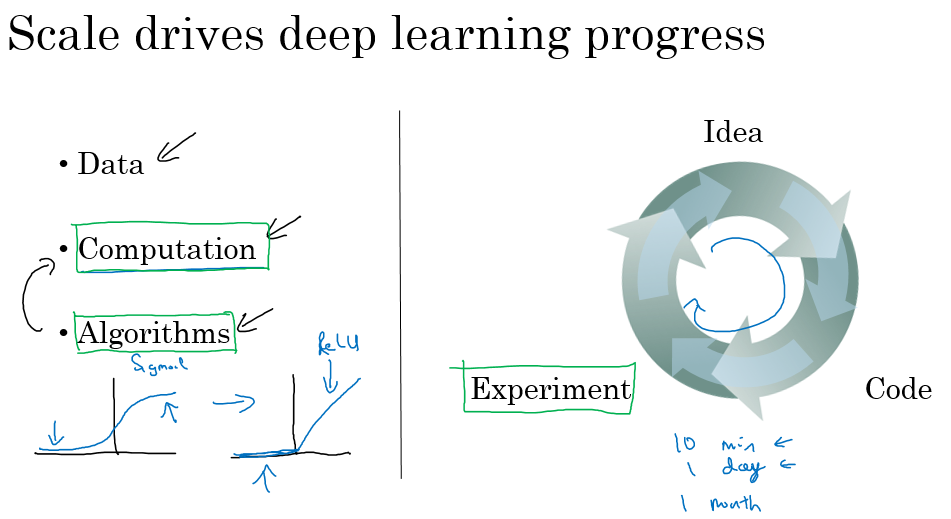 Scale drives deep learning progress
• Data
• Computation
• Algorithms
Sigmoid
ReLU
Idea
Experiment
Code
10 min
1 day
1 month